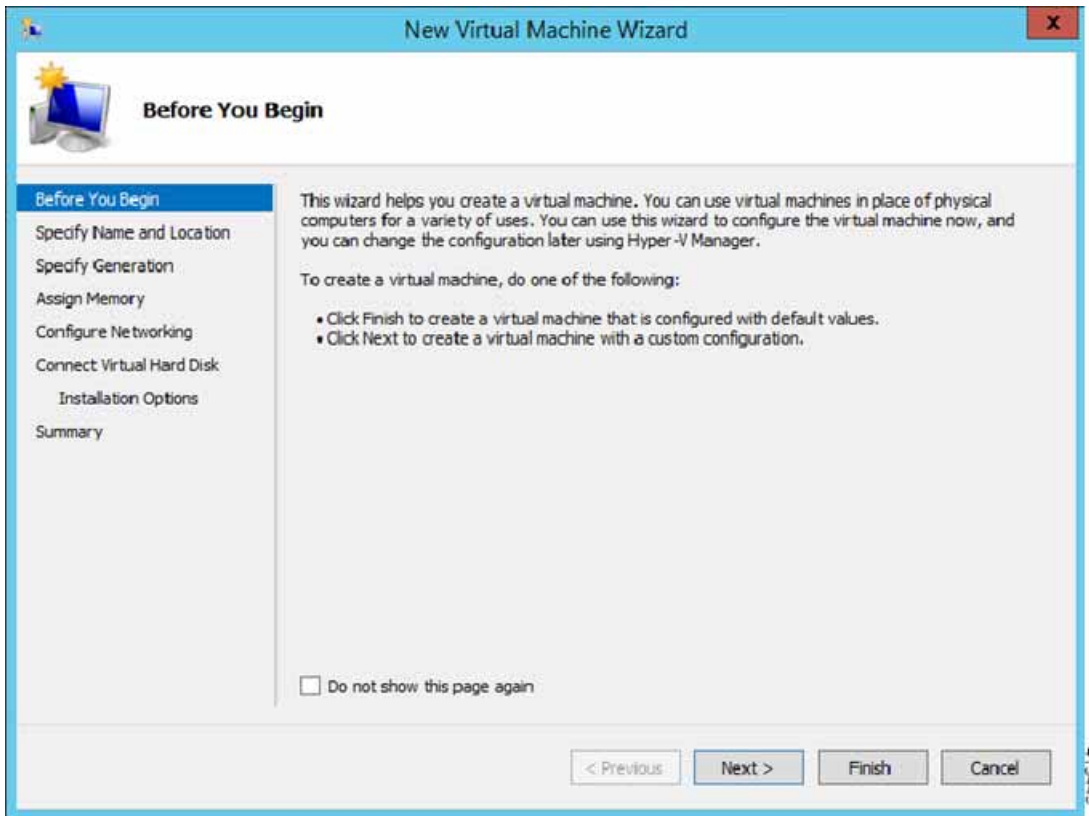 New Virtual Machine Wizard
X
Before You Begin
Before You Begin
Specify Name and Location
Specify Generation
Assign Memory
Configure Networking
Connect Virtual Hard Disk
Installation Options
Summary
This wizard helps you create a virtual machine. You can use virtual machines in place of physical
computers for a variety of uses. You can use this wizard to configure the virtual machine now, and
you can change the configuration later using Hyper-V Manager.
To create a virtual machine, do one of the following:
• Click Finish to create a virtual machine that is configured with default values.
• Click Next to create a virtual machine with a custom configuration.
Do not show this page again
< Previous
Next >
Finish
Cancel